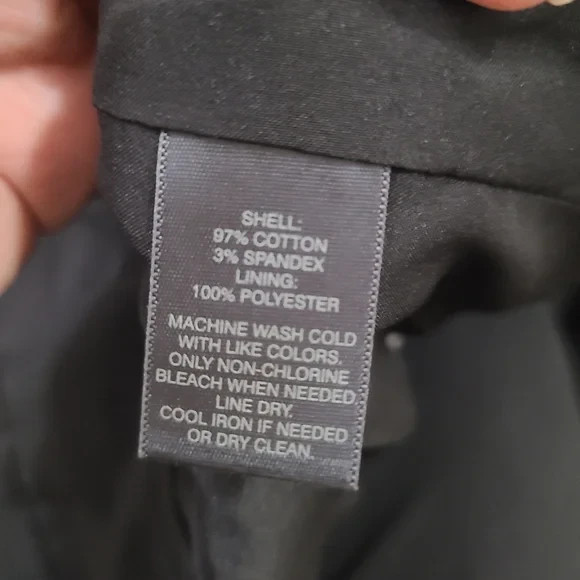 SHELL:
97% COTTON
3% SPANDEX
LINING:
100% POLYESTER
MACHINE WASH COLD
WITH LIKE COLORS.
ONLY NON-CHLORINE
BLEACH WHEN NEEDED
LINE DRY.
COOL IRON IF NEEDED
OR DRY CLEAN.